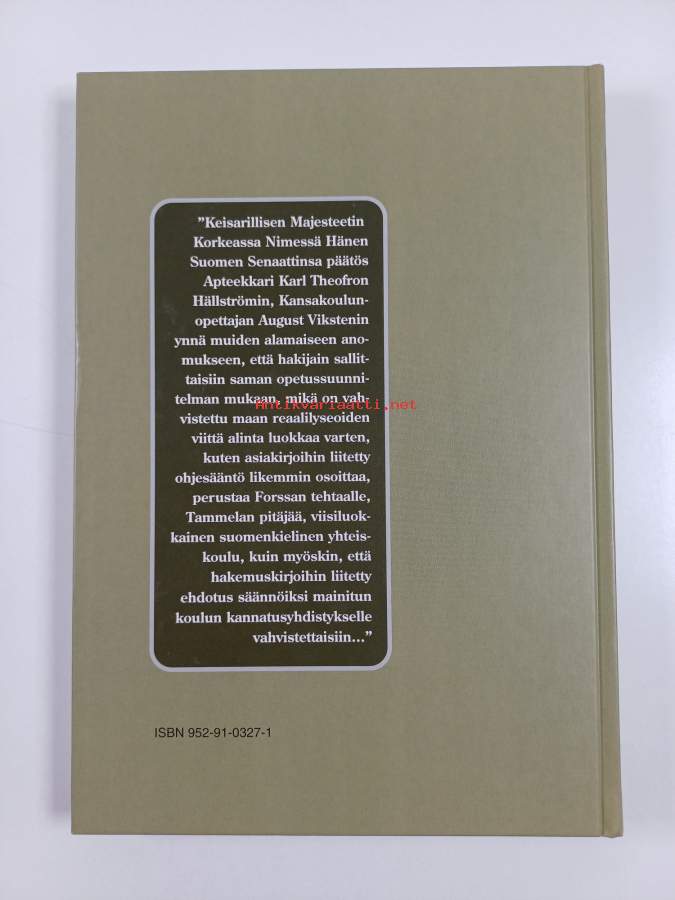 ”Keisarillisen Majesteetin
Korkeassa Nimessä Hänen
Suomen Senaattinsa päätös
Apteekkari Karl Theofron
Hällströmin, Kansakoulun-
opettajan August Vikstenin
ynnä muiden alamaiseen ano-
mukseen, että hakijain sallit-
taisiin saman opetussuunni-
telman mukaan, mikä on vah-
Antikvariaatti.net
vistettu maan reaalilyseoiden
viittä alinta luokkaa varten,
kuten asiakirjoihin liitetty
ohjesääntö likemmin osoittaa,
perustaa Forssan tehtaalle,
Tammelan pitäjää, viisiluok-
kainen suomenkielinen yhteis-
koulu, kuin myöskin, että
hakemuskirjoihin liitetty
ehdotus säännöiksi mainitun
koulun kannatusyhdistykselle
vahvistettaisiin...”
ISBN 952-91-0327-1